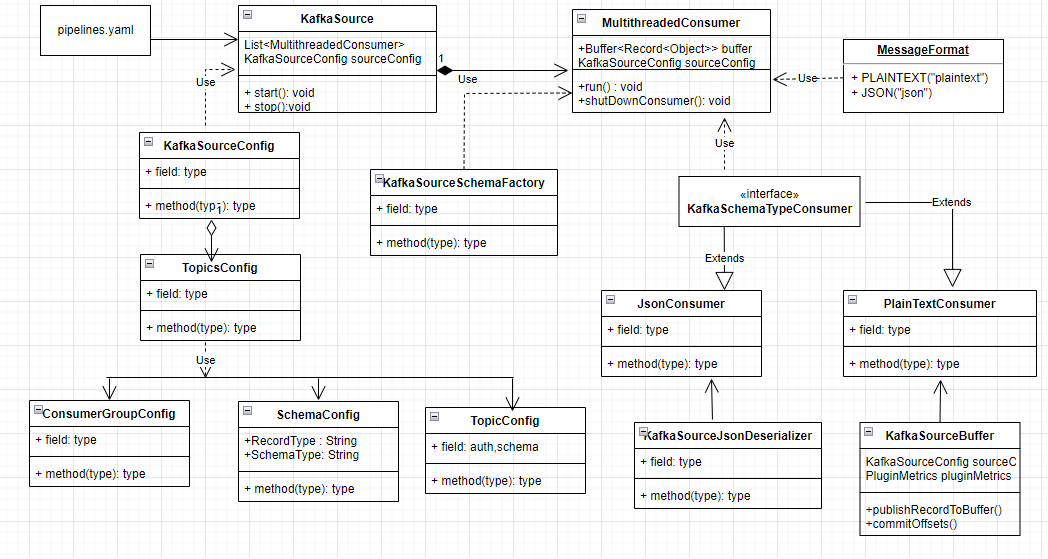 pipelines.yaml
KafkaSource
List<MultithreadedConsumer>
KafkaSourceConfig sourceConfig
+ start(): void
+ stop():void
1
Use
MultithreadedConsumer
+Buffer<Record<Object>> buffer
KafkaSourceConfig sourceConfig
+run() : void
+shutDownConsumer(): void
Use
MessageFormat
+ PLAINTEXT("plaintext")
+ JSON("json")
Use
KafkaSourceConfig
+ field: type
+ method(type): type
1
KafkaSourceSchemaFactory
+ field: type
+ method(type): type
Use
«interface»
KafkaSchemaTypeConsumer
Extends
Extends
TopicsConfig
+ field: type
+ method(type): type
Use
JsonConsumer
+ field: type
+ method(type): type
PlainTextConsumer
+ field: type
+ method(type): type
ConsumerGroupConfig
+ field: type
+ method(type): type
SchemaConfig
+RecordType : String
+SchemaType: String
+ method(type): type
TopicConfig
+ field: auth,schema
+ method(type): type
KafkaSourceJsonDeserializer
+ field: type
+ method(type): type
KafkaSourceBuffer
KafkaSourceConfig sourceC
PluginMetrics pluginMetrics
+publishRecordToBuffer()
+commitOffsets()